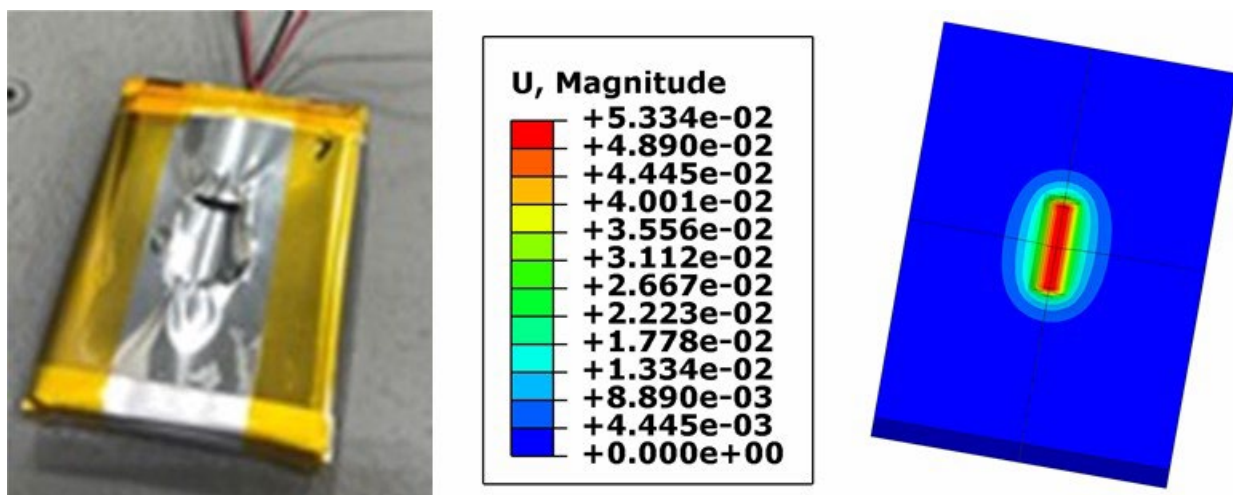 U, Magnitude
+5.334e-02
+4.890e-02
+4.445e-02
+4.001e-02
+3.556e-02
+3.112e-02
+2.667e-02
+2.223e-02
+1.778e-02
+1.334e-02
+8.890e-03
+4.445e-03
+0.000e+00